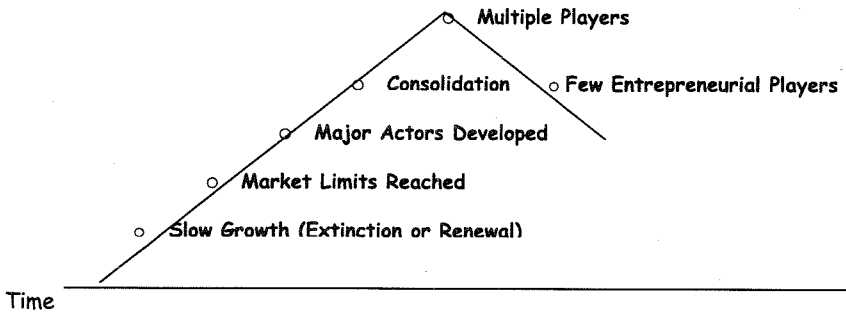 Multiple Players
Consolidation
Few Entrepreneurial Players
Major Actors Developed
Market Limits Reached
Slow Growth (Extinction or Renewal)
Time